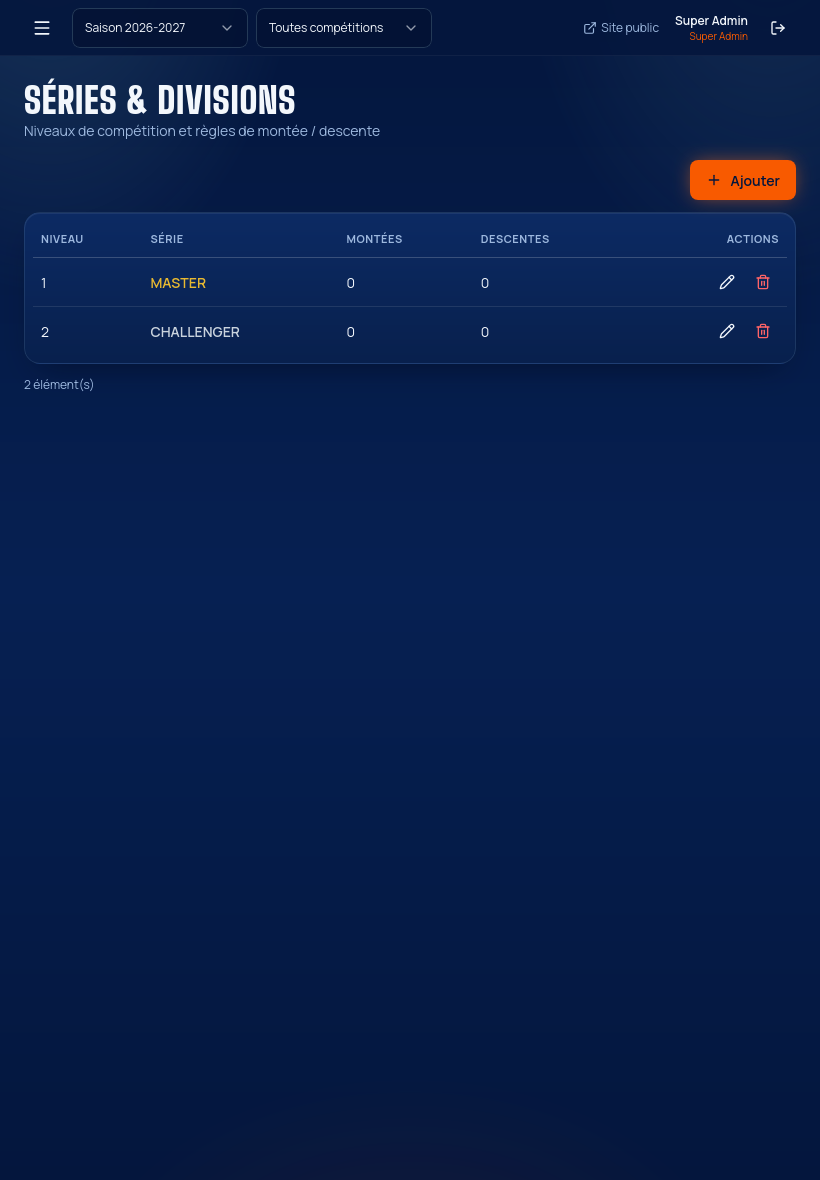 Saison 2026-2027
Toutes compétitions
Site public
Super Admin
Super Admin
SÉRIES & DIVISIONS
Niveaux de compétition et règles de montée / descente
Ajouter
NIVEAU SÉRIE MONTÉES DESCENTES ACTIONS
1 MASTER 0 0
2 CHALLENGER 0 0
2 élément(s)